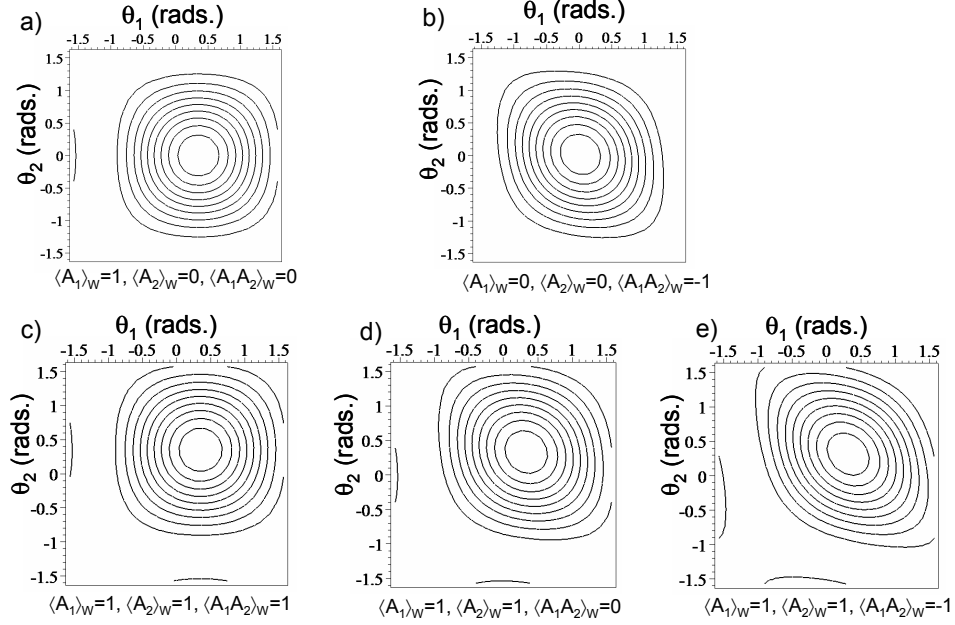 a)
θ1 (rads.)
-1.5 -1 -0.5 0 0.5 1 1.5
θ2 (rads.)
1.5
1
0.5
0
-0.5
-1
-1.5
⟨A1⟩W=1, ⟨A2⟩W=0, ⟨A1A2⟩W=0
b)
θ1 (rads.)
-1.5 -1 -0.5 0 0.5 1 1.5
θ2 (rads.)
1.5
1
0.5
0
-0.5
-1
-1.5
⟨A1⟩W=0, ⟨A2⟩W=0, ⟨A1A2⟩W=-1
c)
θ1 (rads.)
-1.5 -1 -0.5 0 0.5 1 1.5
θ2 (rads.)
1.5
1
0.5
0
-0.5
-1
-1.5
⟨A1⟩W=1, ⟨A2⟩W=1, ⟨A1A2⟩W=1
d)
θ1 (rads.)
-1.5 -1 -0.5 0 0.5 1 1.5
θ2 (rads.)
1.5
1
0.5
0
-0.5
-1
-1.5
⟨A1⟩W=1, ⟨A2⟩W=1, ⟨A1A2⟩W=0
e)
θ1 (rads.)
-1.5 -1 -0.5 0 0.5 1 1.5
θ2 (rads.)
1.5
1
0.5
0
-0.5
-1
-1.5
⟨A1⟩W=1, ⟨A2⟩W=1, ⟨A1A2⟩W=-1